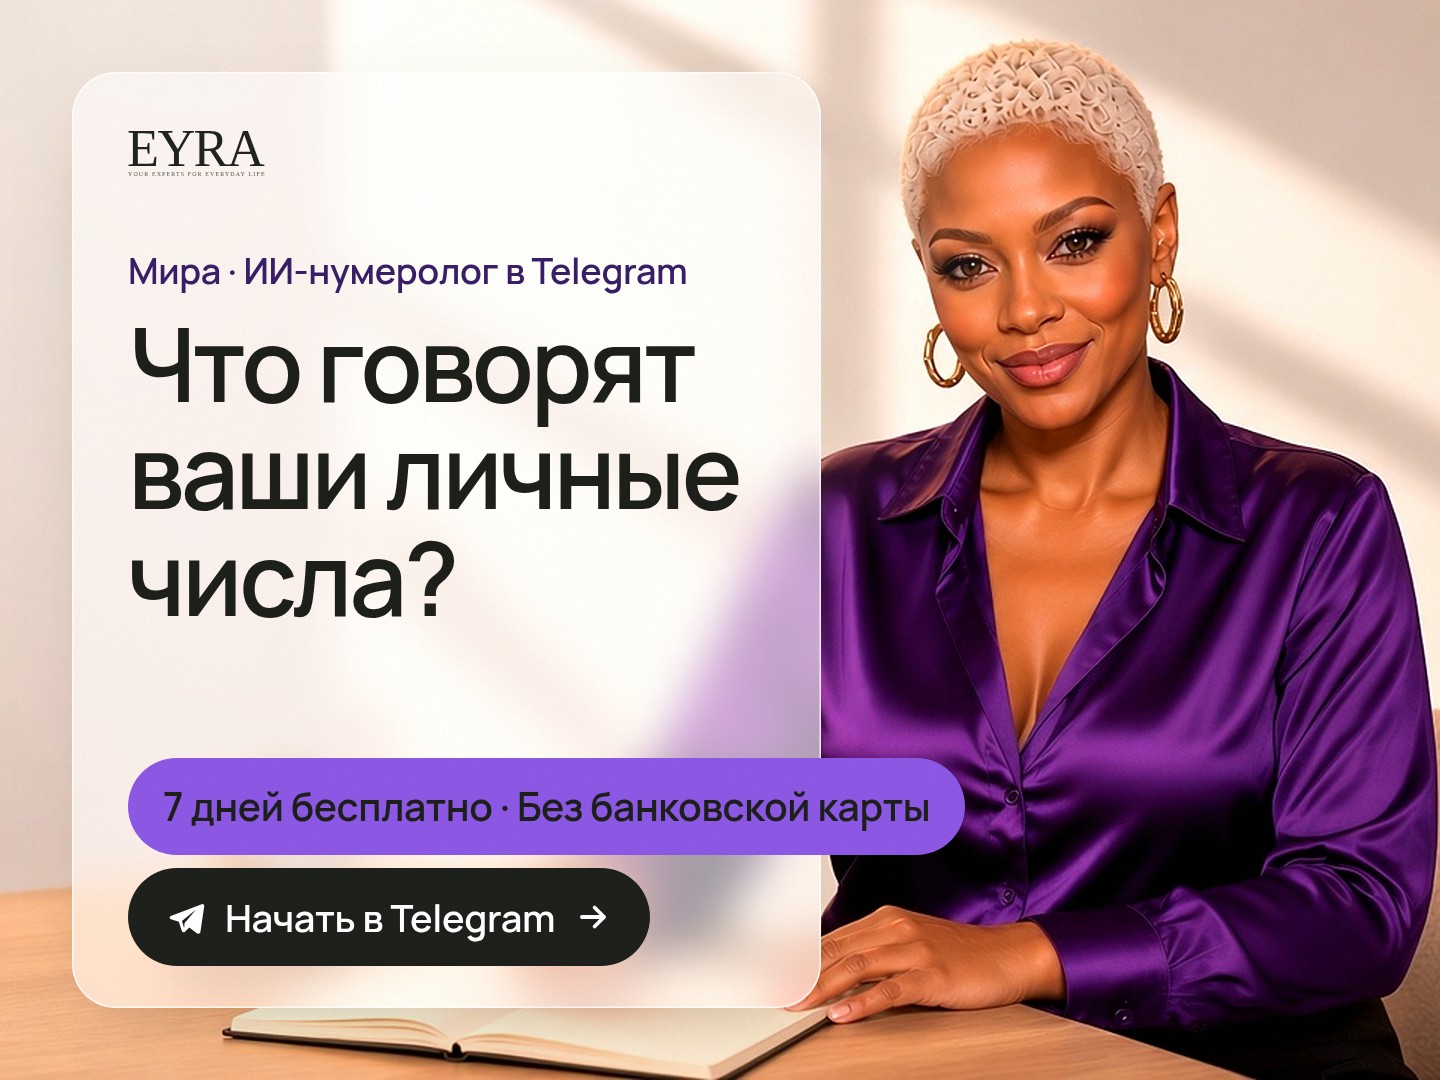 EYRA
YOUR EXPERTS FOR EVERYDAY LIFE
Мира · ИИ-нумеролог в Telegram
Что говорят
ваши личные
числа?
7 дней бесплатно · Без банковской карты
Начать в Telegram →